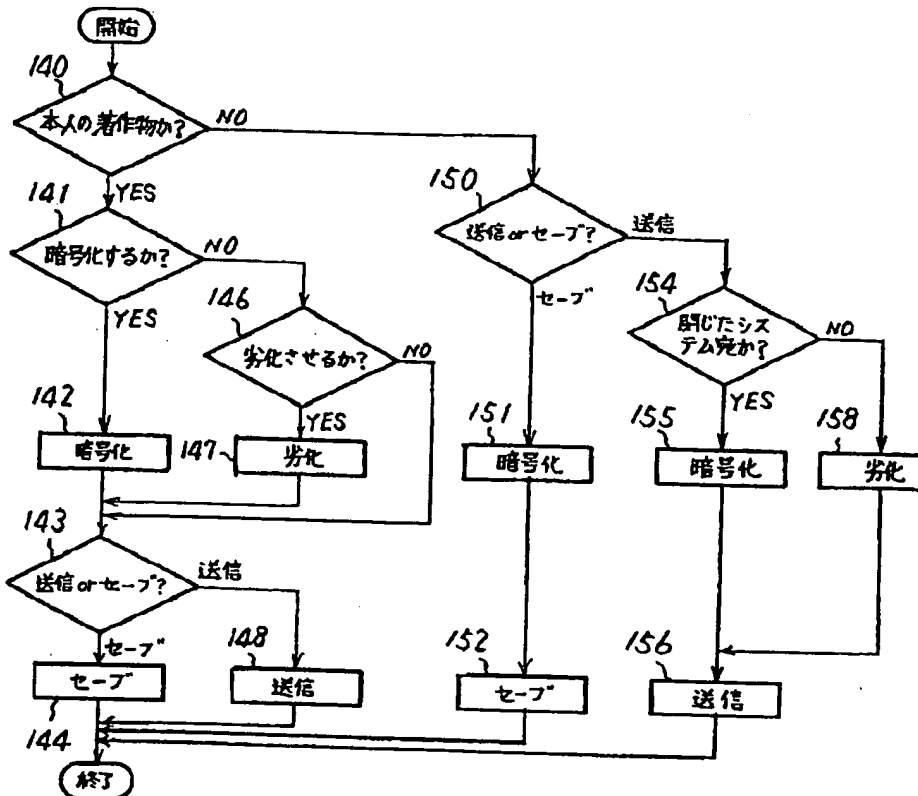 開始
140
本人の著作物か?
NO
YES
141
暗号化するか?
NO
YES
146
劣化させるか?
NO
YES
142
暗号化
147
劣化
143
送信orセーブ?
送信
セーブ
セーブ
144
148
送信
終了
150
送信orセーブ?
送信
セーブ
151
暗号化
152
セーブ
154
閉じたシス
テム宛か?
NO
YES
155
暗号化
158
劣化
156
送信